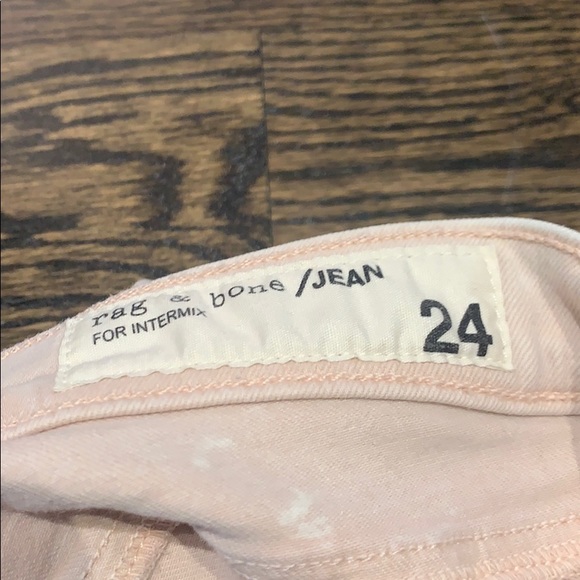 rag & bone /JEAN
FOR INTERMIX
24